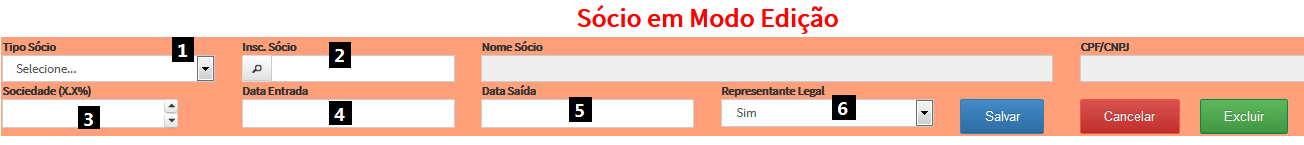 Sócio em Modo Edição
Tipo Sócio 1 Insc. Sócio 2 Nome Sócio CPF/CNPJ
Selecione...
Sociedade (X.X%) Data Entrada Data Saída Representante Legal
3 4 5 Sim 6 Salvar Cancelar Excluir